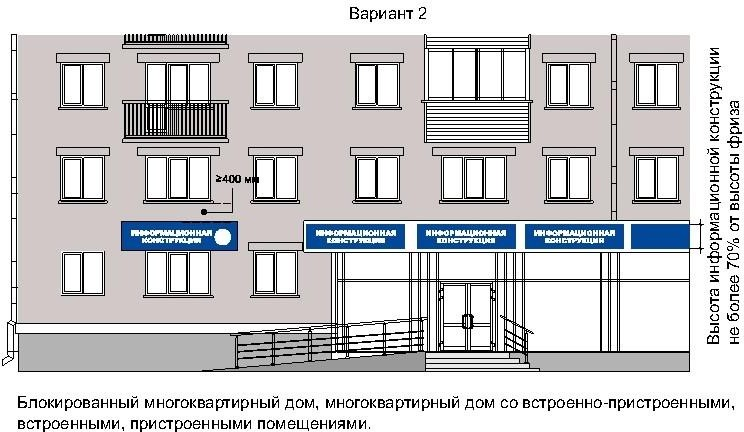 Вариант 2
Высота информационной конструкции
не более 70% от высоты фриза
≥400 мм
ИНФОРМАЦИОННАЯ
КОНСТРУКЦИЯ
ИНФОРМАЦИОННАЯ
КОНСТРУКЦИЯ
ИНФОРМАЦИОННАЯ
КОНСТРУКЦИЯ
ИНФОРМАЦИОННАЯ
КОНСТРУКЦИЯ
Блокированный многоквартирный дом, многоквартирный дом со встроенно-пристроенными,
встроенными, пристроенными помещениями.